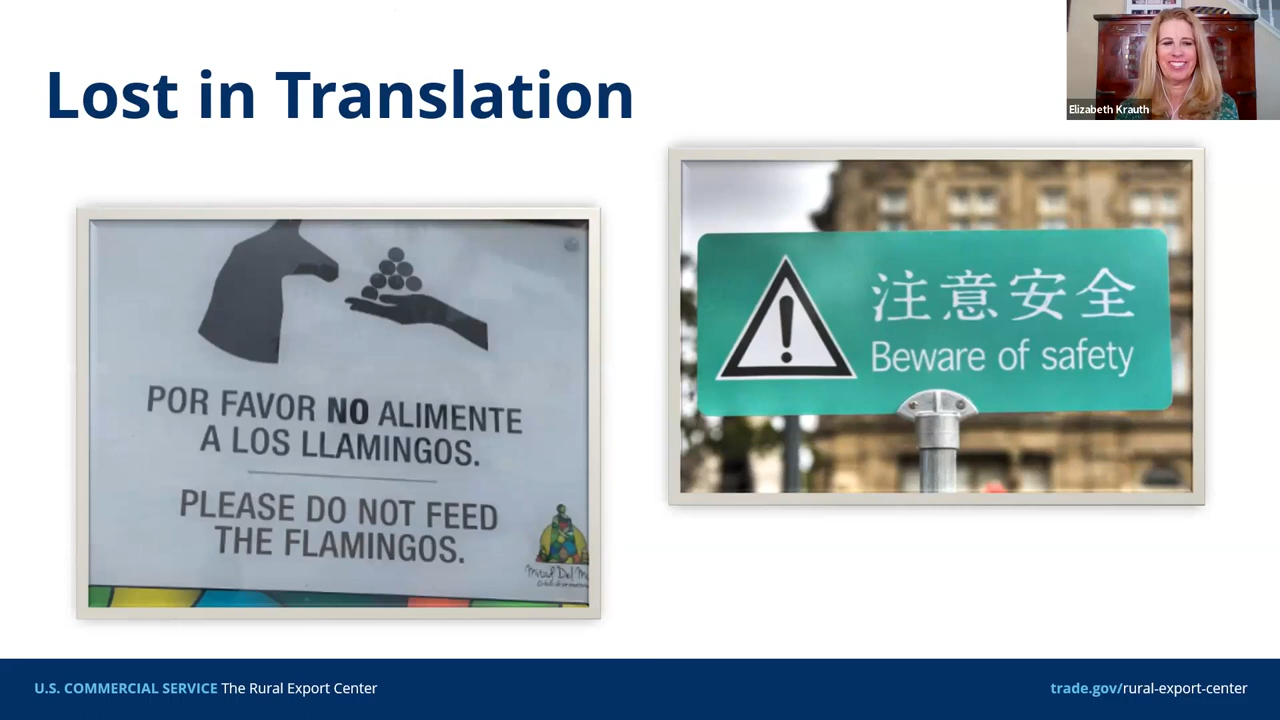 Lost in Translation
Elizabeth Krauth
POR FAVOR NO ALIMENTE
A LOS LLAMINGOS.
PLEASE DO NOT FEED
THE FLAMINGOS.
注意安全
Beware of safety
U.S. COMMERCIAL SERVICE The Rural Export Center
trade.gov/rural-export-center